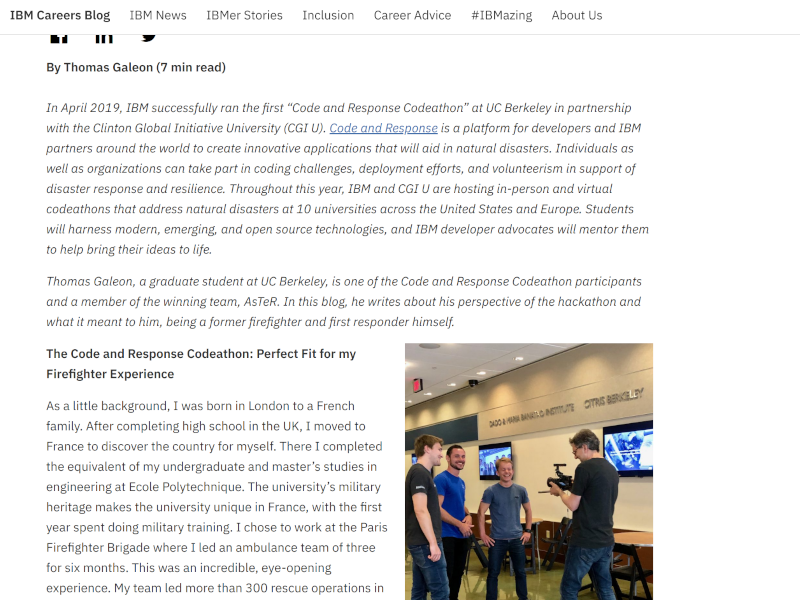 IBM Careers Blog IBM News IBMer Stories Inclusion Career Advice #IBMazing About Us
By Thomas Galeon (7 min read)
In April 2019, IBM successfully ran the first “Code and Response Codeathon” at UC Berkeley in partnership
with the Clinton Global Initiative University (CGI U). Code and Response is a platform for developers and IBM
partners around the world to create innovative applications that will aid in natural disasters. Individuals as
well as organizations can take part in coding challenges, deployment efforts, and volunteerism in support of
disaster response and resilience. Throughout this year, IBM and CGI U are hosting in-person and virtual
codeathons that address natural disasters at 10 universities across the United States and Europe. Students
will harness modern, emerging, and open source technologies, and IBM developer advocates will mentor them
to help bring their ideas to life.
Thomas Galeon, a graduate student at UC Berkeley, is one of the Code and Response Codeathon participants
and a member of the winning team, AsTeR. In this blog, he writes about his perspective of the hackathon and
what it meant to him, being a former firefighter and first responder himself.
The Code and Response Codeathon: Perfect Fit for my
Firefighter Experience
As a little background, I was born in London to a French
family. After completing high school in the UK, I moved to
France to discover the country for myself. There I completed
the equivalent of my undergraduate and master’s studies in
engineering at Ecole Polytechnique. The university’s military
heritage makes the university unique in France, with the first
year spent doing military training. I chose to work at the Paris
Firefighter Brigade where I led an ambulance team of three
for six months. This was an incredible, eye-opening
experience. My team led more than 300 rescue operations in
INSTITUTE CITRIS BERKELEY